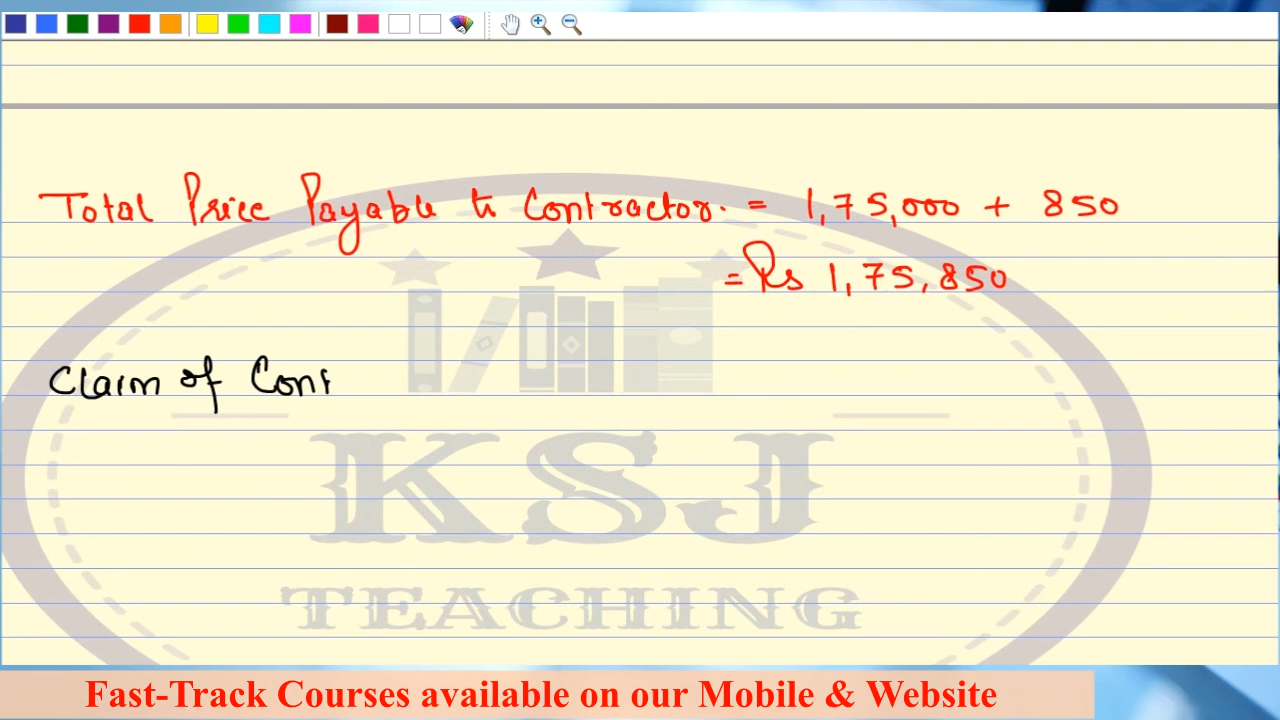 Total Price Payable to Contractor. = 1,75,000 + 850
= Rs 1,75,850
Claim of Cont
KSJ
TEACHING
Fast-Track Courses available on our Mobile & Website